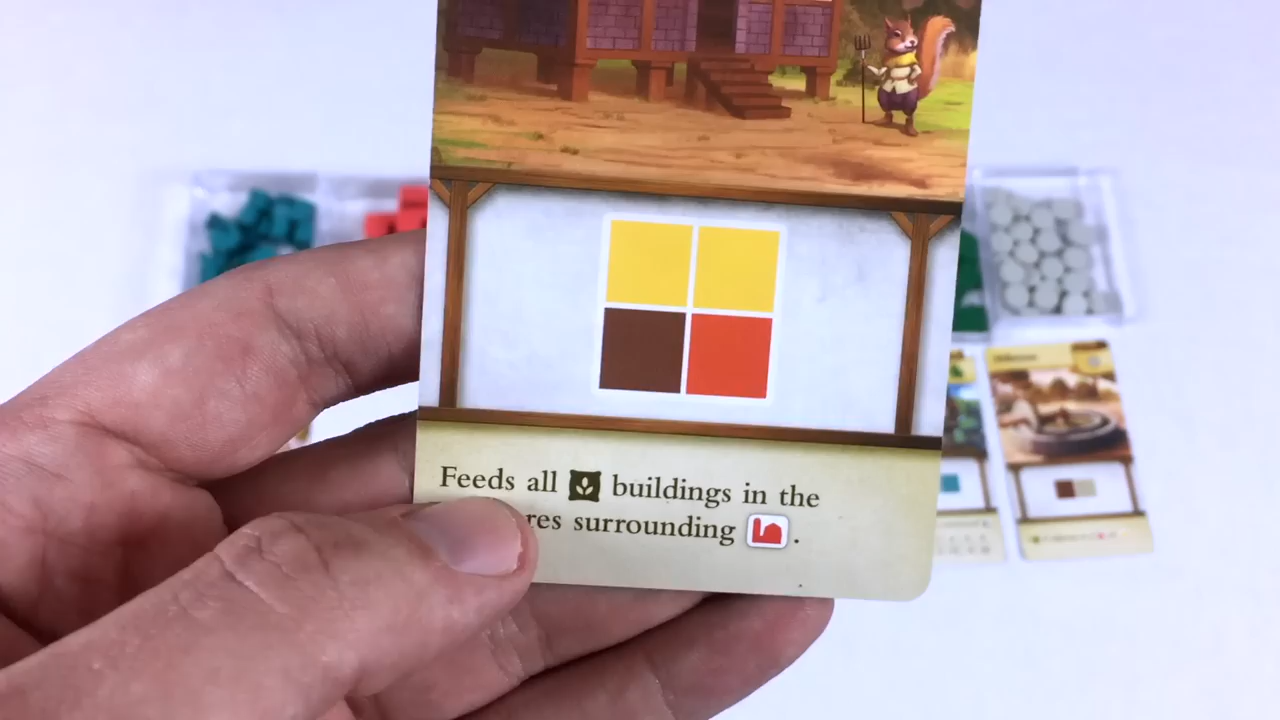 Feeds all buildings in the
res surrounding .